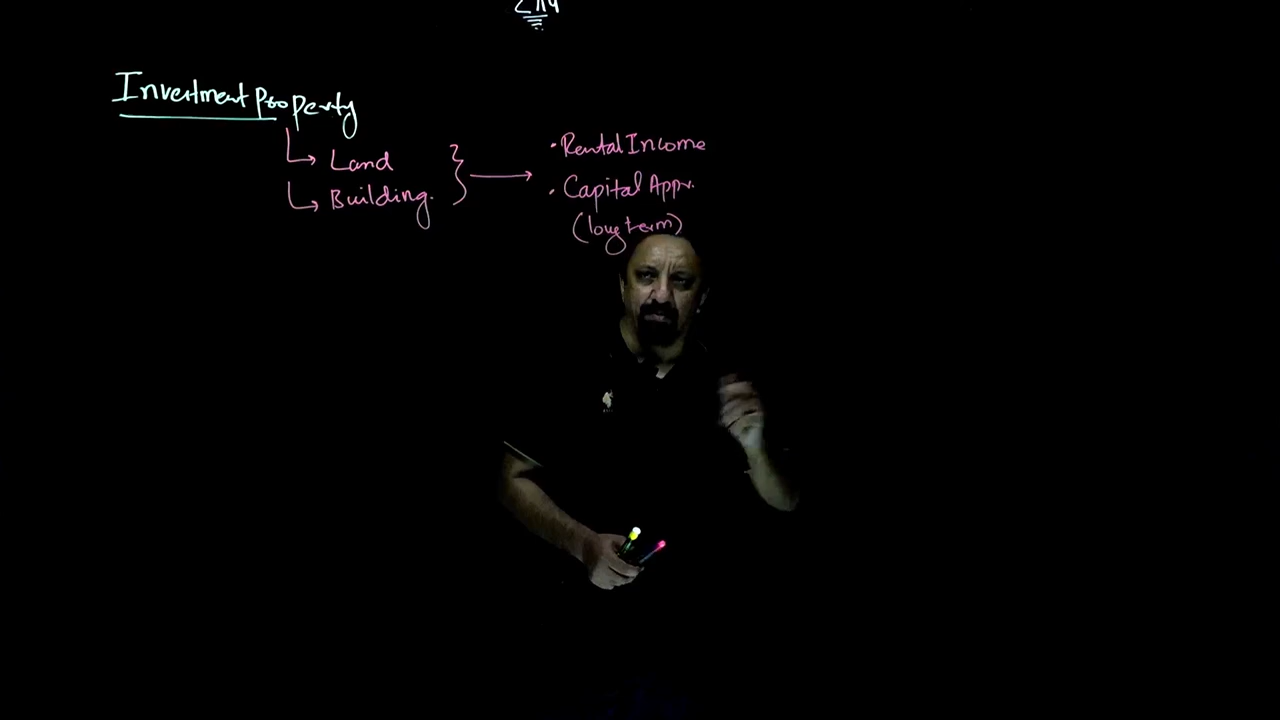 Investment Property
Land
Building.
• Rental Income
• Capital Appr.
(long term)